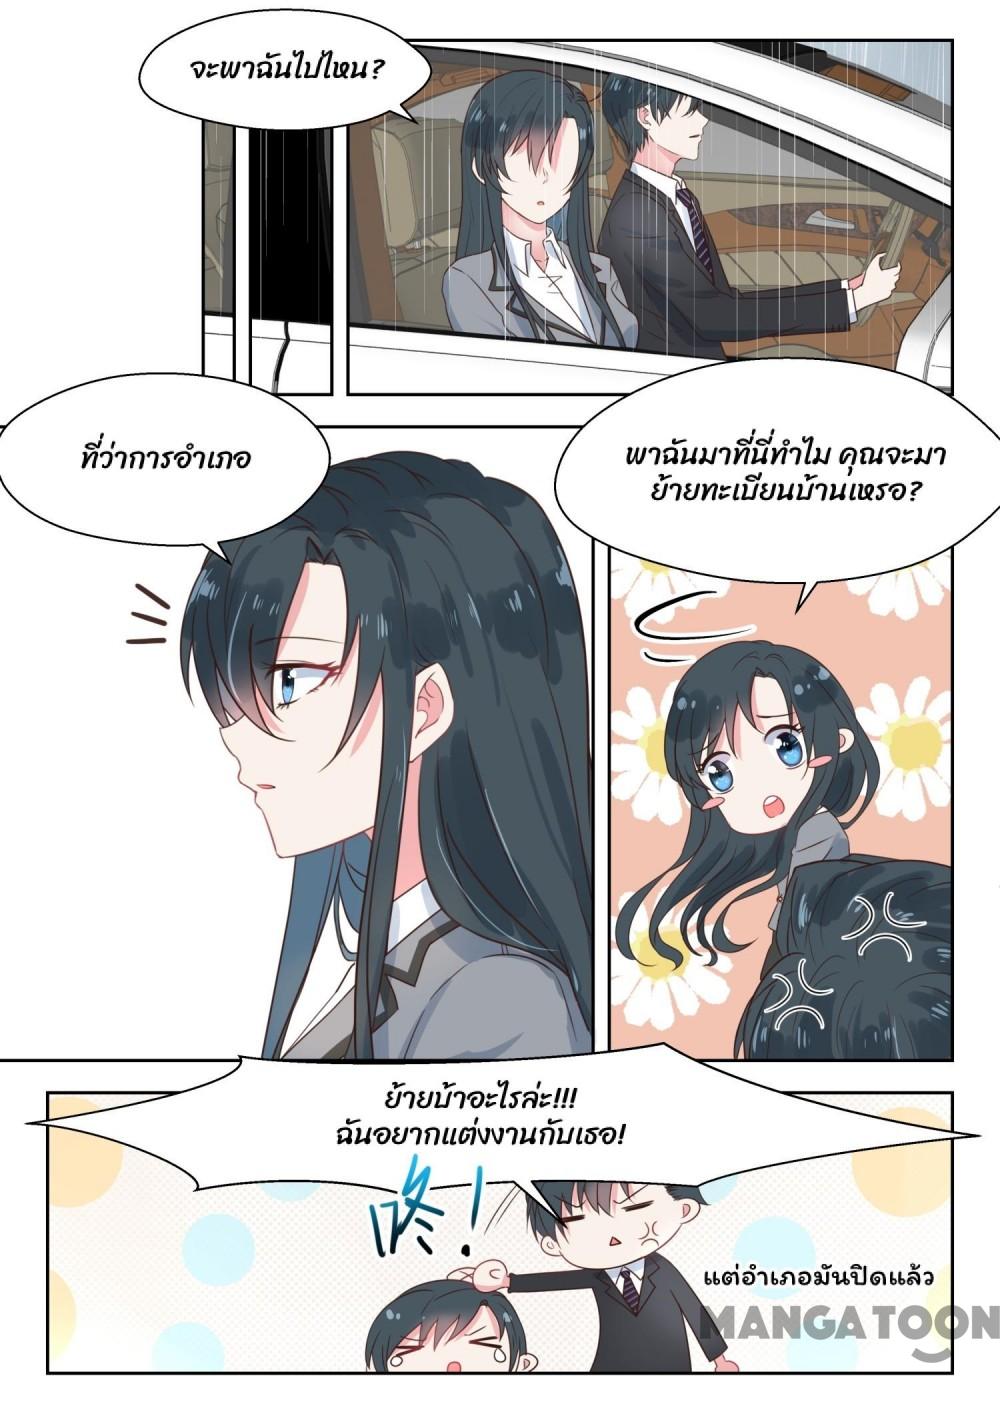 จะพาฉันไปไหน?
ที่ว่าการอำเภอ
พาฉันมาที่นี่ทำไม คุณจะมา
ย้ายทะเบียนบ้านเหรอ?
ย้ายบ้าอะไรล่ะ!!!
ฉันอยากแต่งงานกับเธอ!
咚!
แต่อำเภอมันปิดแล้ว
MANGATOON